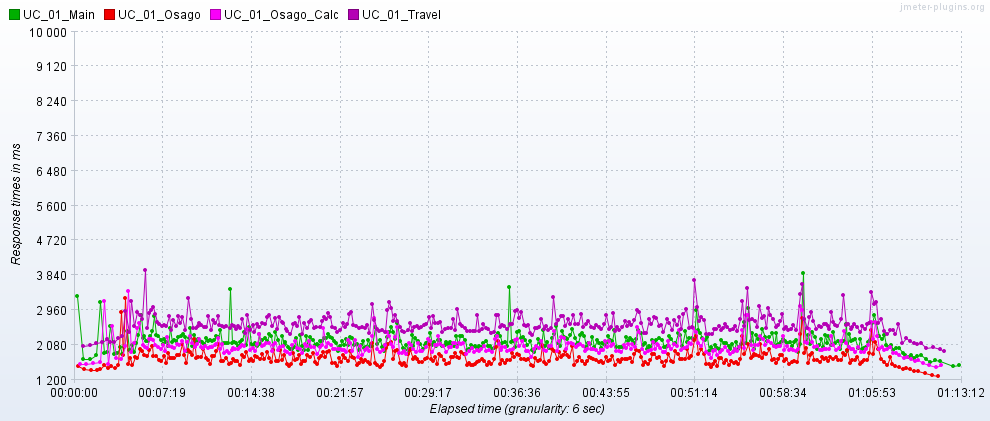 UC_01_Main UC_01_Osago UC_01_Osago_Calc UC_01_Travel
jmeter-plugins.org
10 000
9 120
8 240
7 360
6 480
5 600
4 720
3 840
2 960
2 080
1 200
Response times in ms
00:00:00 00:07:19 00:14:38 00:21:57 00:29:17 00:36:36 00:43:55 00:51:14 00:58:34 01:05:53 01:13:12
Elapsed time (granularity: 6 sec)